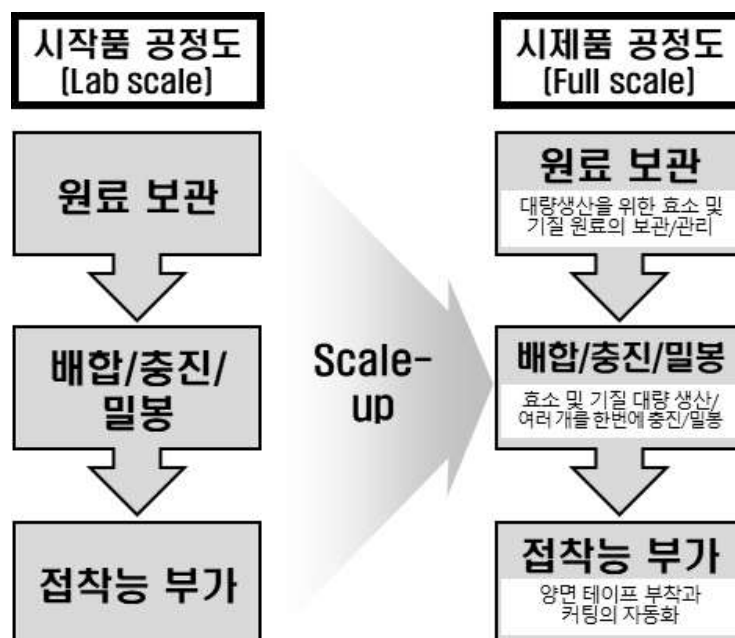 시작품 공정도
(Lab scale)
원료 보관
배합/충진/
밀봉
접착능 부가
Scale-
up
시제품 공정도
(Full scale)
원료 보관
대량생산을 위한 효소 및
기질 원료의 보관/관리
배합/충진/밀봉
효소 및 기질 대량 생산/
여러 개를 한번에 충진/밀봉
접착능 부가
양면 테이프 부착과
커팅의 자동화